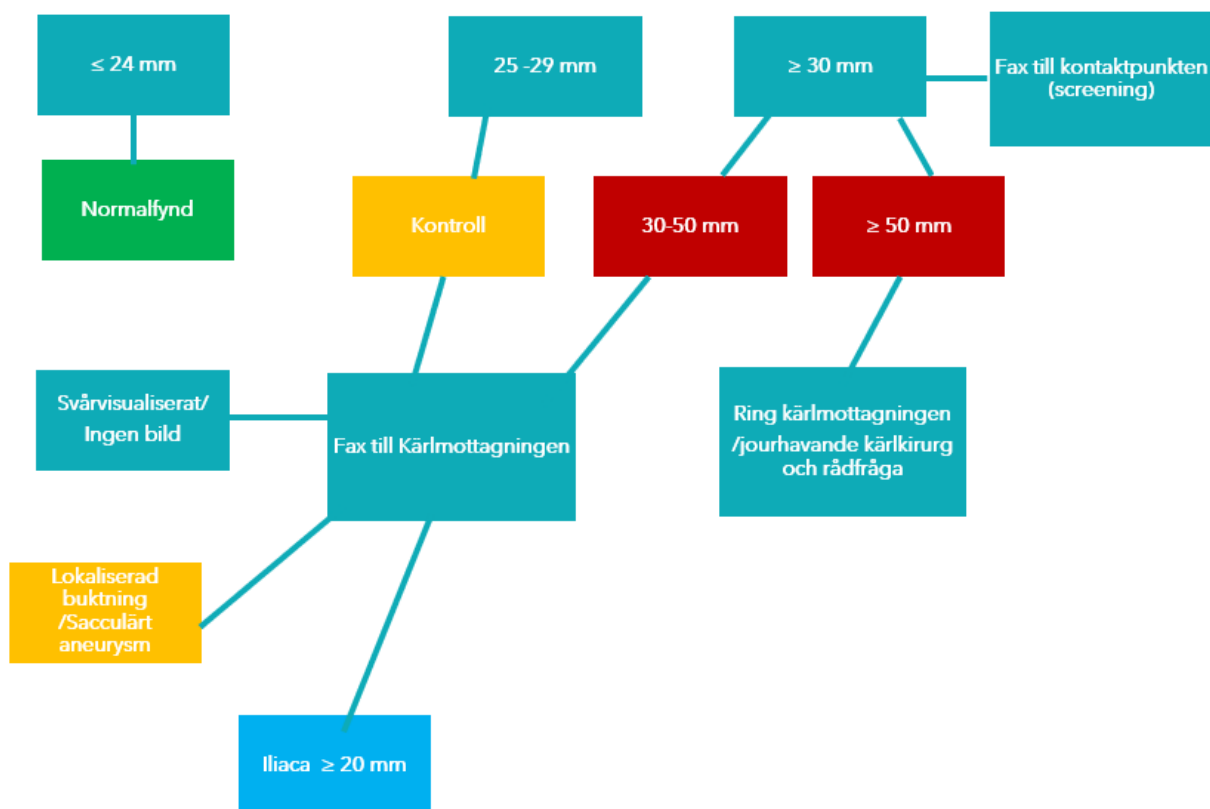 ≤ 24 mm
25 -29 mm
≥ 30 mm
Fax till kontaktpunkten
(screening)
Normalfynd
Kontroll
30-50 mm
≥ 50 mm
Svårvisualiserat/
Ingen bild
Fax till Kärlmottagningen
Ring kärlmottagningen
/jourhavande kärlkirurg
och rådfråga
Lokaliserad
buktning
/Sacculärt
aneurysm
Iliaca ≥ 20 mm